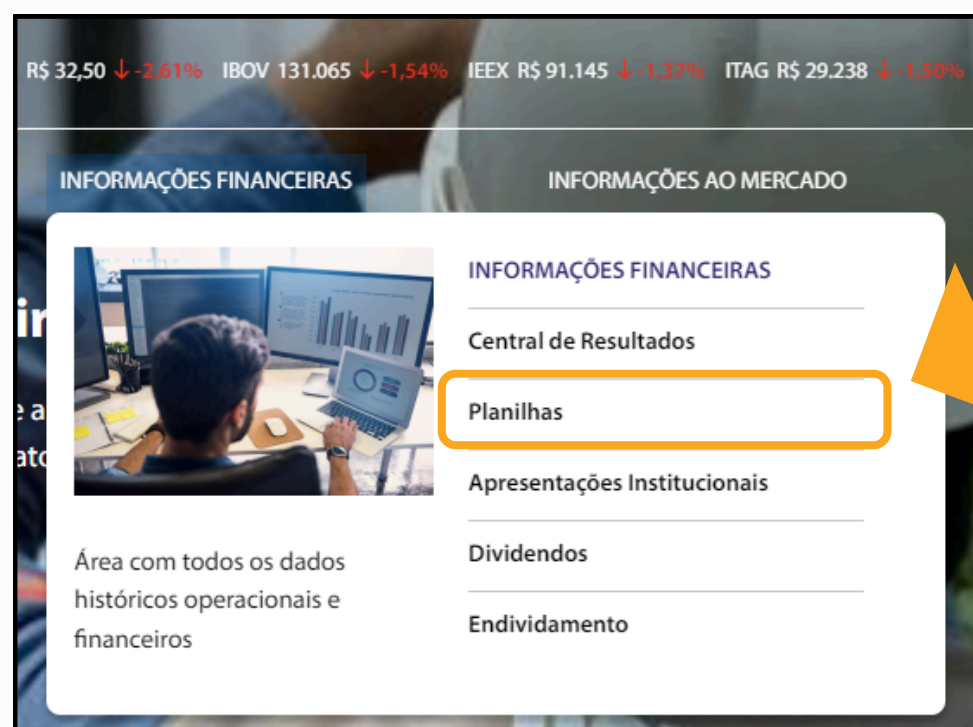 R$ 32,50 ↓ -2,61% IBOV 131.065 ↓ -1,54% IEEX R$ 91.145 ↓ -1,37% ITAG R$ 29.238 ↓ -1,50%
INFORMAÇÕES FINANCEIRAS INFORMAÇÕES AO MERCADO
INFORMAÇÕES FINANCEIRAS
Central de Resultados
Planilhas
Apresentações Institucionais
Dividendos
Endividamento
Área com todos os dados
históricos operacionais e
financeiros